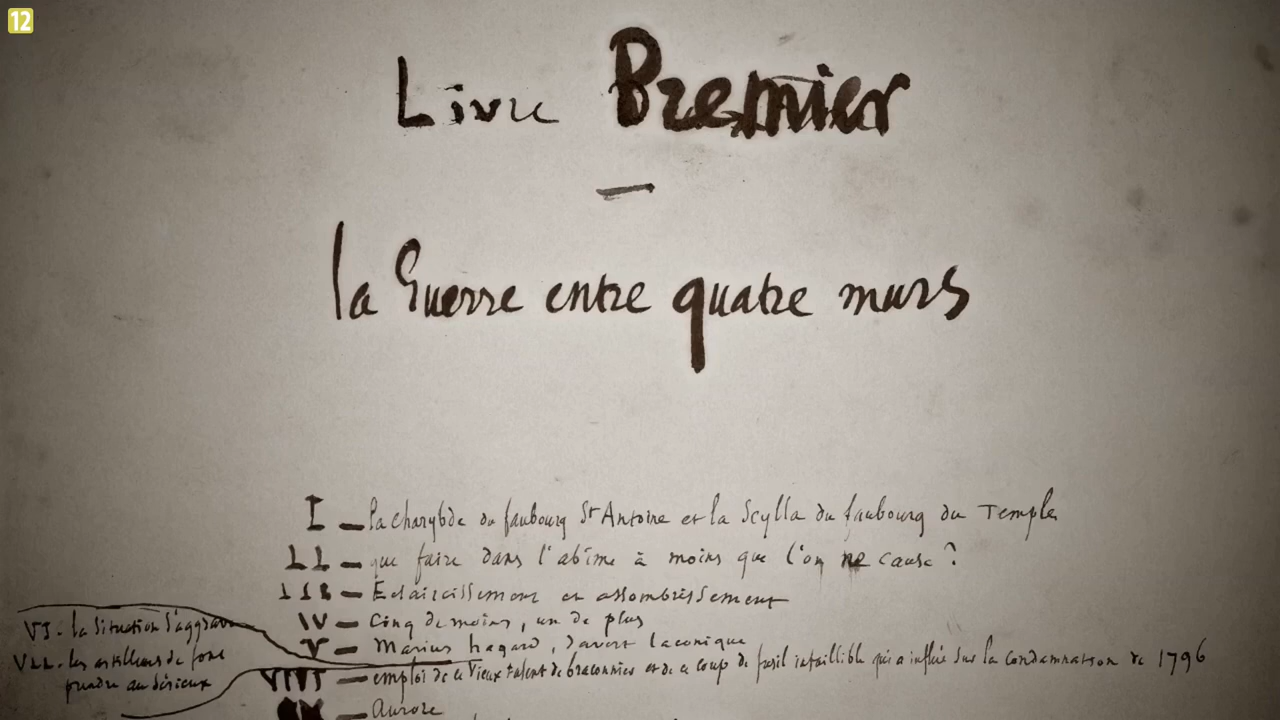 12
Livre Premier
la Guerre entre quatre murs
I — la charybde du faubourg St Antoine et la Scylla du faubourg du Temple
II — que faire dans l'abîme à moins que l'on ne cause ?
III — Eclaircissement et assombrissement
IV — Cinq de moins, un de plus
VI - la Situation s'aggrave
V — Marius hagard, Javert laconique
VII - les artilleurs se font
prendre au sérieux
— emploi de ce vieux talent de braconnier et de ce coup de fusil infaillible qui a influé sur la condamnation de 1796
— Aurore